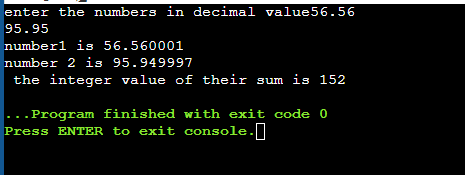 enter the numbers in decimal value56.56
95.95
number1 is 56.560001
number 2 is 95.949997
 the integer value of their sum is 152
...Program finished with exit code 0
Press ENTER to exit console.